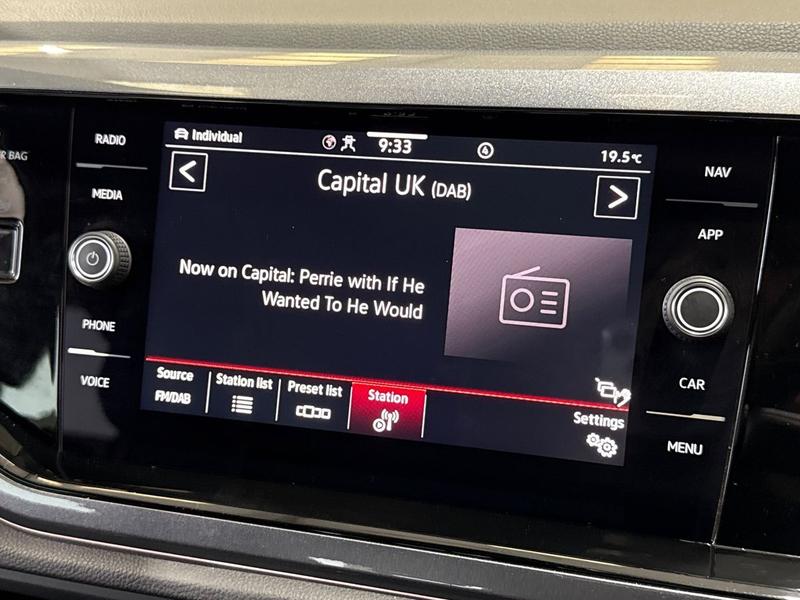 R BAG
RADIO
MEDIA
PHONE
VOICE
Individual
9:33
4
19.5°C
<
Capital UK (DAB)
>
Now on Capital: Perrie with If He
Wanted To He Would
Source
FM/DAB
Station list
Preset list
Station
Settings
NAV
APP
CAR
MENU